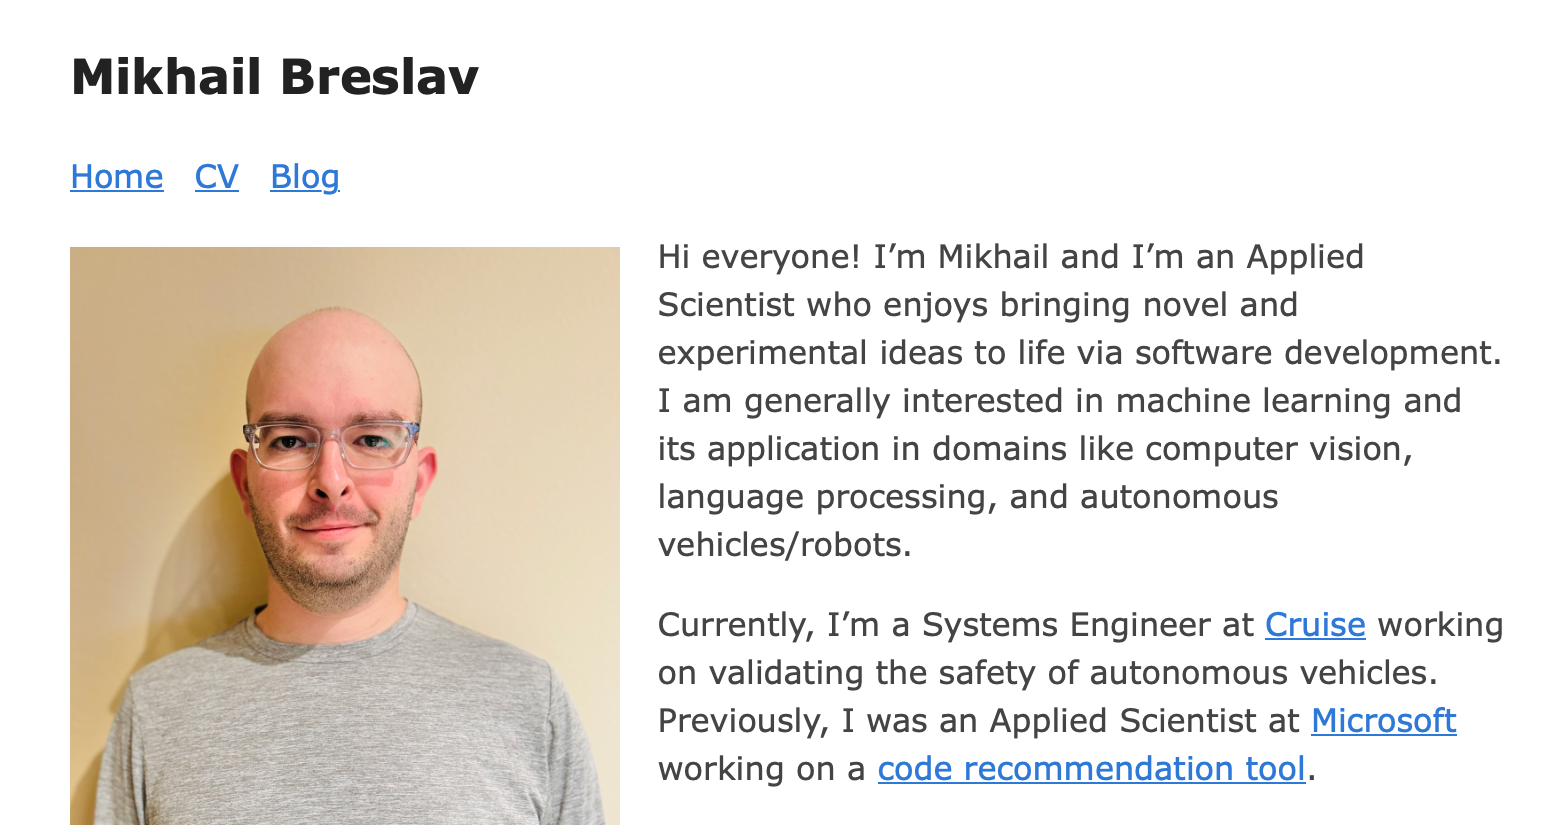 Mikhail Breslav
Home CV Blog
Hi everyone! I’m Mikhail and I’m an Applied
Scientist who enjoys bringing novel and
experimental ideas to life via software development.
I am generally interested in machine learning and
its application in domains like computer vision,
language processing, and autonomous
vehicles/robots.
Currently, I’m a Systems Engineer at Cruise working
on validating the safety of autonomous vehicles.
Previously, I was an Applied Scientist at Microsoft
working on a code recommendation tool.